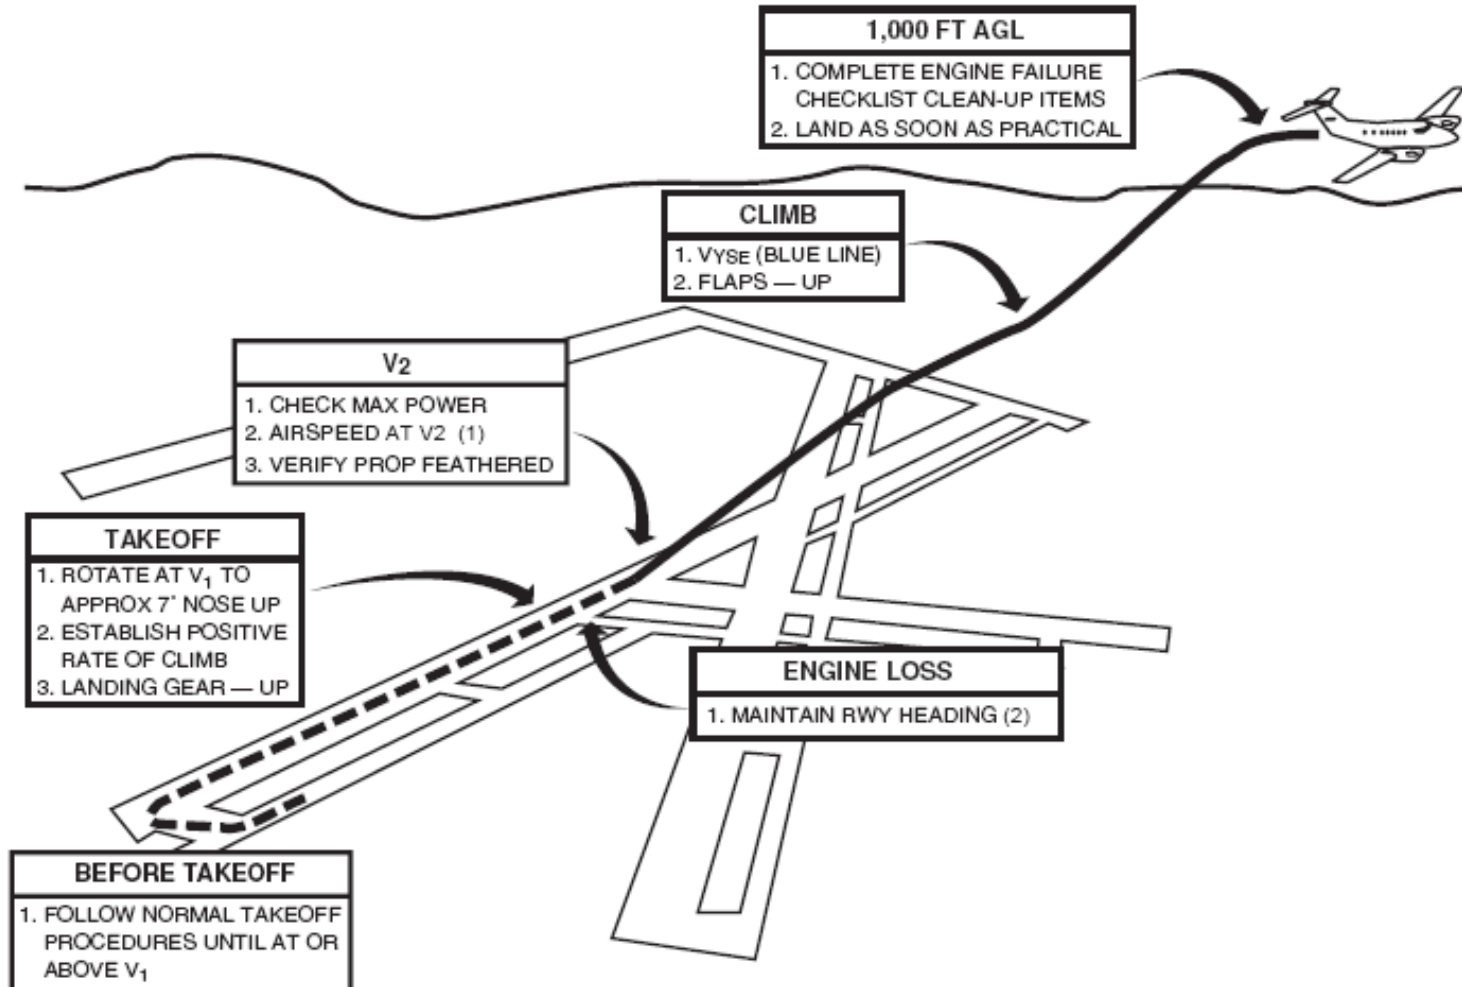 1,000 FT AGL
1. COMPLETE ENGINE FAILURE
CHECKLIST CLEAN-UP ITEMS
2. LAND AS SOON AS PRACTICAL
CLIMB
1. VYSE (BLUE LINE)
2. FLAPS — UP
V2
1. CHECK MAX POWER
2. AIRSPEED AT V2 (1)
3. VERIFY PROP FEATHERED
TAKEOFF
1. ROTATE AT V1 TO
APPROX 7° NOSE UP
2. ESTABLISH POSITIVE
RATE OF CLIMB
3. LANDING GEAR — UP
ENGINE LOSS
1. MAINTAIN RWY HEADING (2)
BEFORE TAKEOFF
1. FOLLOW NORMAL TAKEOFF
PROCEDURES UNTIL AT OR
ABOVE V1